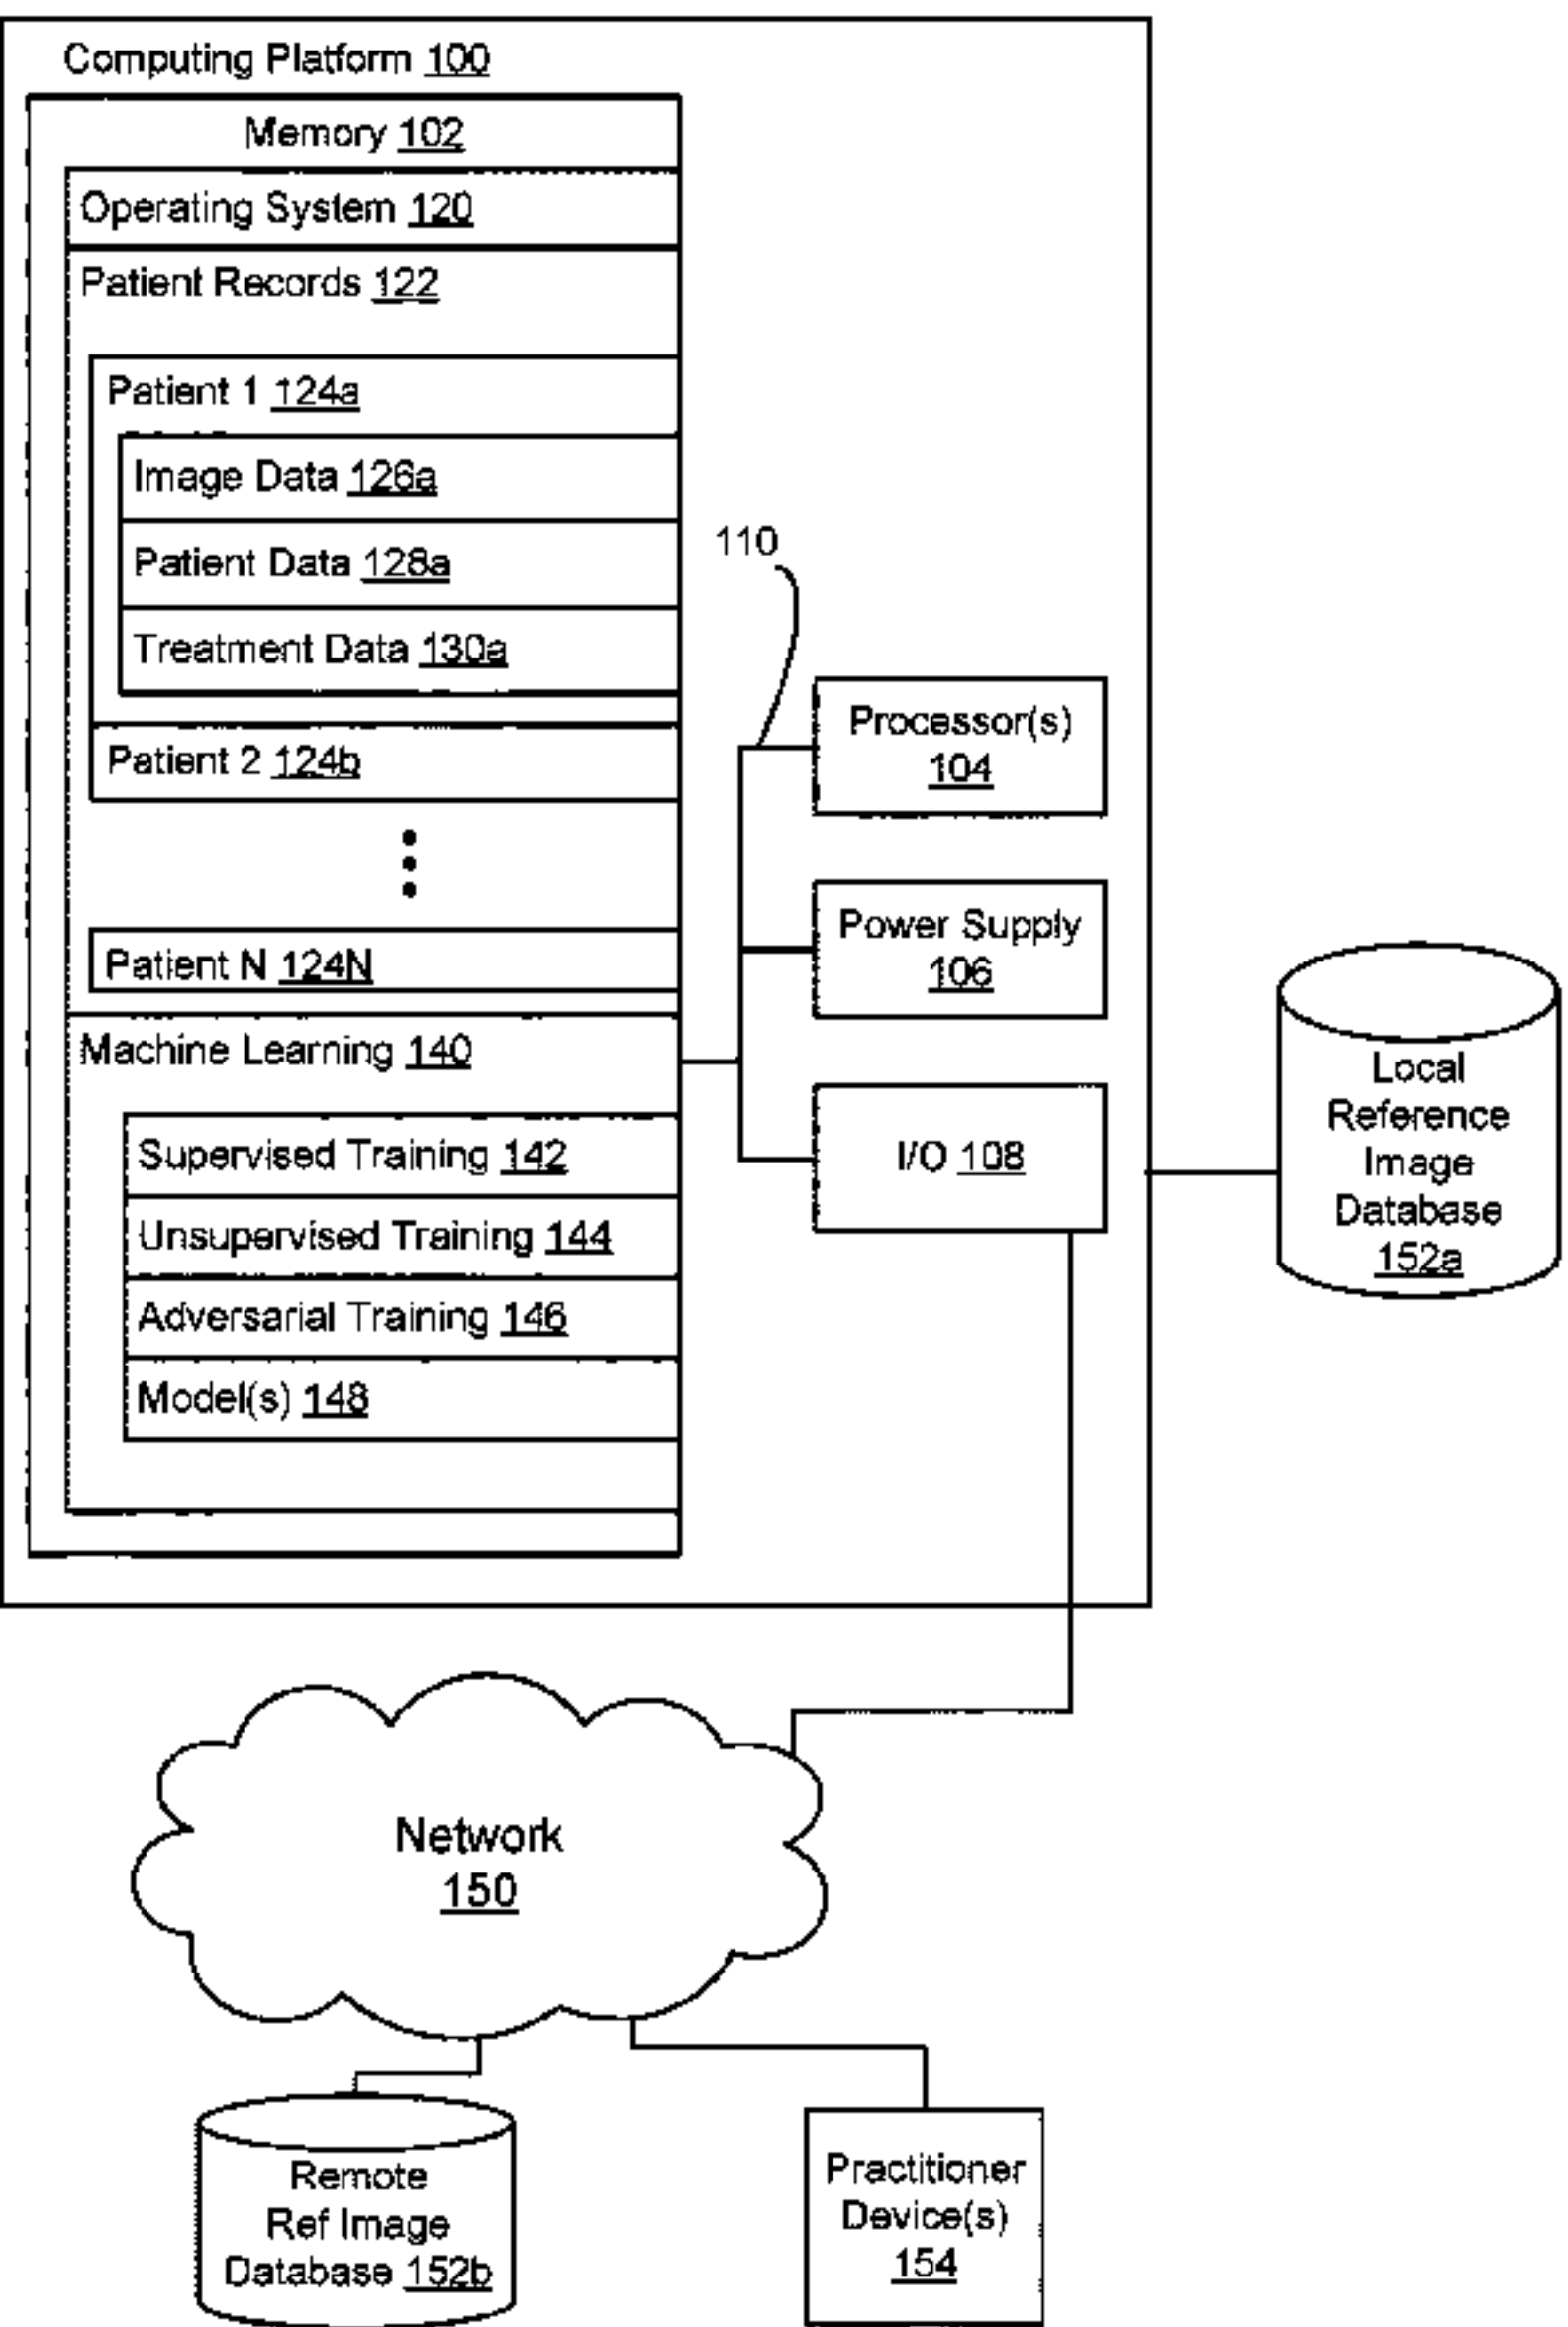 Computing Platform 100
Memory 102
Operating System 120
Patient Records 122
Patient 1 124a
Image Data 126a
Patient Data 128a
Treatment Data 130a
Patient 2 124b
Patient N 124N
Machine Learning 140
Supervised Training 142
Unsupervised Training 144
Adversarial Training 146
Model(s) 148
110
Processor(s)
104
Power Supply
106
I/O 108
Local
Reference
Image
Database
152a
Network
150
Remote
Ref Image
Database 152b
Practitioner
Device(s)
154